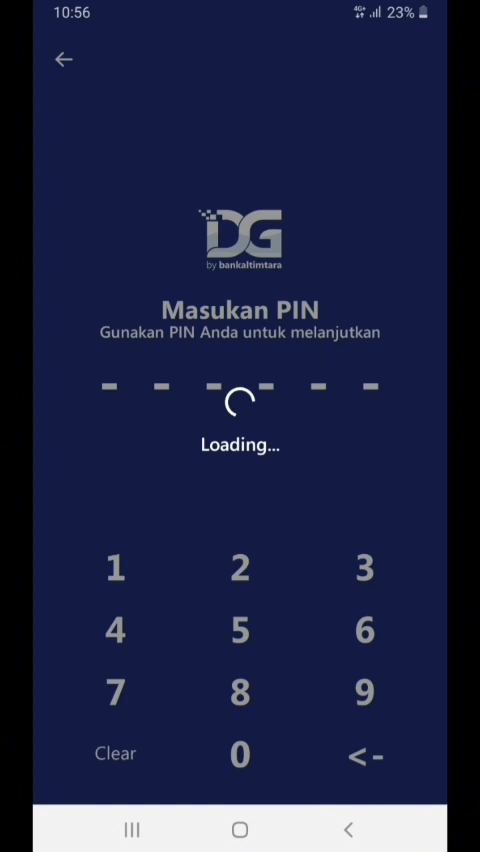 10:56
4G+ 23%
DG
by bankaltimtara
Masukan PIN
Gunakan PIN Anda untuk melanjutkan
- - - - - -
Loading...
1 2 3
4 5 6
7 8 9
Clear 0 <-